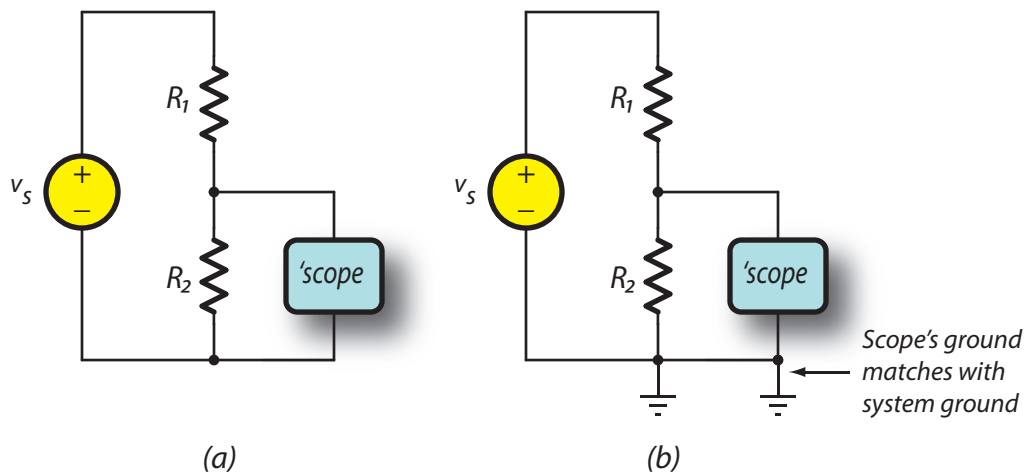 R1
vs
+
–
R2
'scope
(a)
R1
vs
+
–
R2
'scope
Scope's ground
matches with
system ground
(b)